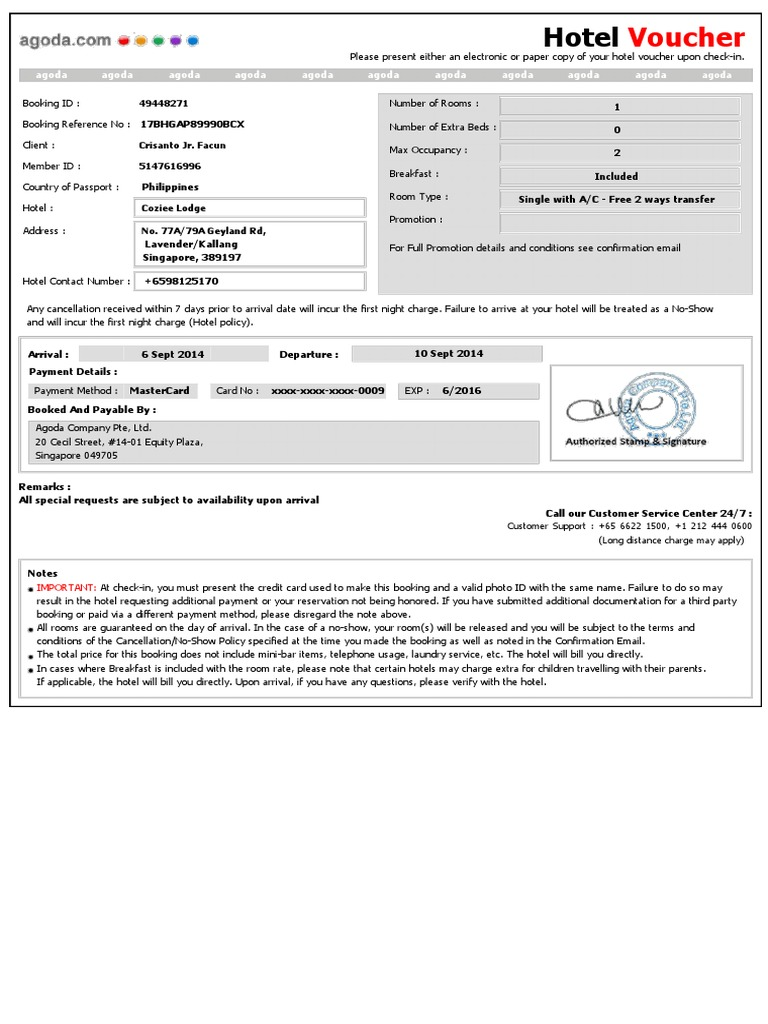 agoda.com
Hotel Voucher
Please present either an electronic or paper copy of your hotel voucher upon check-in.
agoda agoda agoda agoda agoda agoda agoda agoda agoda agoda agoda
Booking ID : 49448271
Booking Reference No : 17BHGAP89990BCX
Client : Crisanto Jr. Facun
Member ID : 5147616996
Country of Passport : Philippines
Hotel : Coziee Lodge
Address : No. 77A/79A Geyland Rd,
Lavender/Kallang
Singapore, 389197
Hotel Contact Number : +6598125170
Number of Rooms : 1
Number of Extra Beds : 0
Max Occupancy : 2
Breakfast : Included
Room Type : Single with A/C - Free 2 ways transfer
Promotion :
For Full Promotion details and conditions see confirmation email
Any cancellation received within 7 days prior to arrival date will incur the first night charge. Failure to arrive at your hotel will be treated as a No-Show
and will incur the first night charge (Hotel policy).
Arrival : 6 Sept 2014 Departure : 10 Sept 2014
Payment Details :
Payment Method : MasterCard Card No : xxxx-xxxx-xxxx-0009 EXP : 6/2016
Booked And Payable By :
Agoda Company Pte, Ltd.
20 Cecil Street, #14-01 Equity Plaza,
Singapore 049705
Agoda Company Pte. Ltd.
Authorized Stamp & Signature
Remarks :
All special requests are subject to availability upon arrival
Call our Customer Service Center 24/7 :
Customer Support : +65 6622 1500, +1 212 444 0600
(Long distance charge may apply)
Notes
IMPORTANT: At check-in, you must present the credit card used to make this booking and a valid photo ID with the same name. Failure to do so may
result in the hotel requesting additional payment or your reservation not being honored. If you have submitted additional documentation for a third party
booking or paid via a different payment method, please disregard the note above.
All rooms are guaranteed on the day of arrival. In the case of a no-show, your room(s) will be released and you will be subject to the terms and
conditions of the Cancellation/No-Show Policy specified at the time you made the booking as well as noted in the Confirmation Email.
The total price for this booking does not include mini-bar items, telephone usage, laundry service, etc. The hotel will bill you directly.
In cases where Breakfast is included with the room rate, please note that certain hotels may charge extra for children travelling with their parents.
If applicable, the hotel will bill you directly. Upon arrival, if you have any questions, please verify with the hotel.